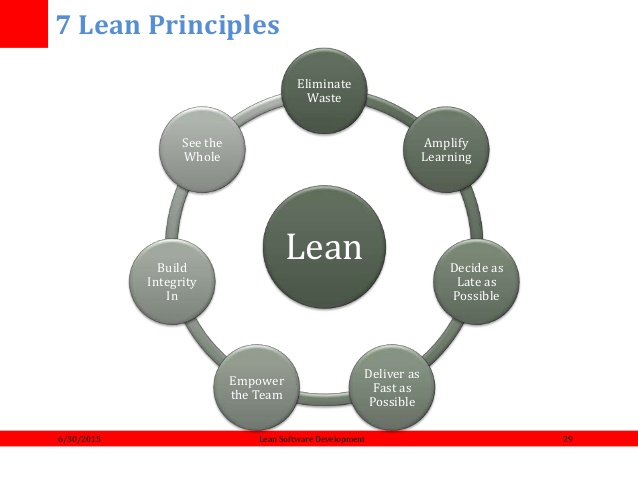 7 Lean Principles
Eliminate
Waste
Amplify
Learning
Decide as
Late as
Possible
Deliver as
Fast as
Possible
Empower
the Team
Build
Integrity
In
See the
Whole
Lean
6/30/2015
Lean Software Development
29